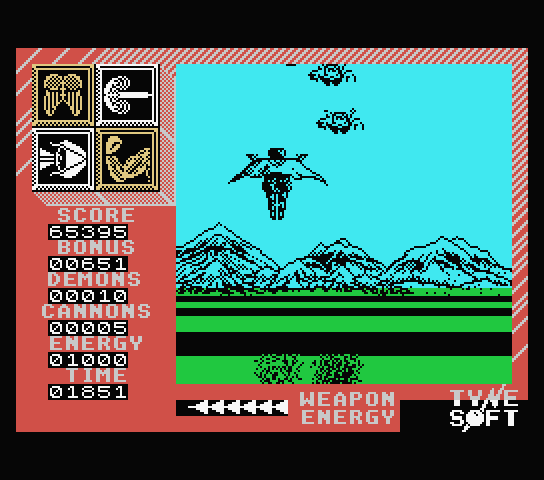 SCORE
65395
BONUS
00651
DEMONS
00010
CANNONS
00005
ENERGY
01000
TIME
01851
WEAPON
ENERGY
TYNE
SOFT